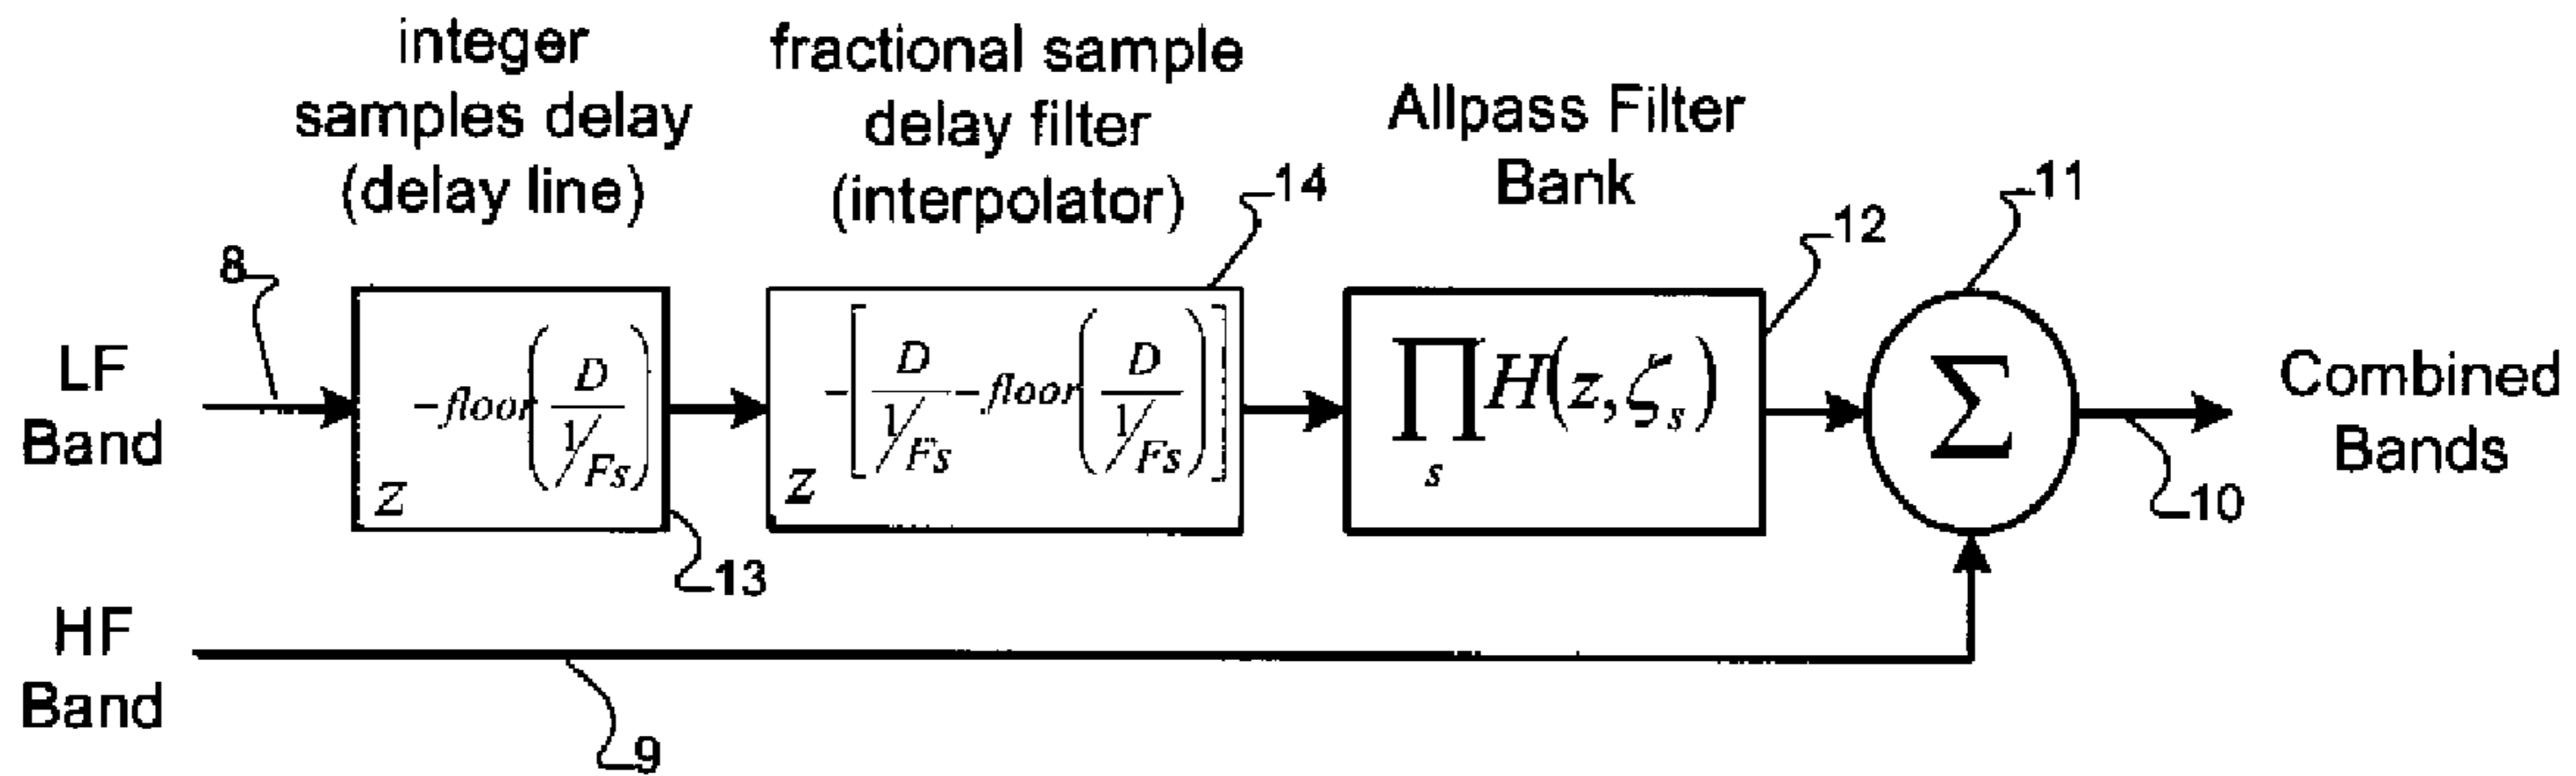 integer
samples delay
(delay line)
fractional sample
delay filter
(interpolator)
Allpass Filter
Bank
14
11
12
8
LF
Band
z -floor(D/(1/Fs))
z -[D/(1/Fs)-floor(D/(1/Fs))]
∏ H(z,ζs)
s
Σ
Combined
Bands
10
13
HF
Band
9